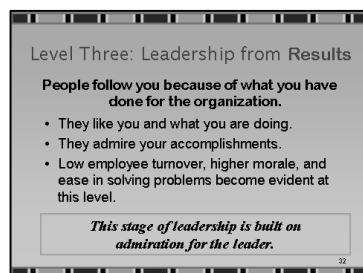 Level Three: Leadership from Results
People follow you because of what you have
done for the organization.
• They like you and what you are doing.
• They admire your accomplishments.
• Low employee turnover, higher morale, and
ease in solving problems become evident at
this level.
This stage of leadership is built on
admiration for the leader.
32